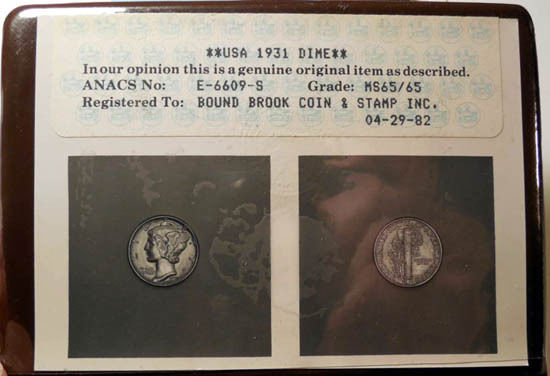 **USA 1931 DIME**
In our opinion this is a genuine original item as described.
ANACS No: E-6609-S Grade: MS65/65
Registered To: BOUND BROOK COIN & STAMP INC.
04-29-82